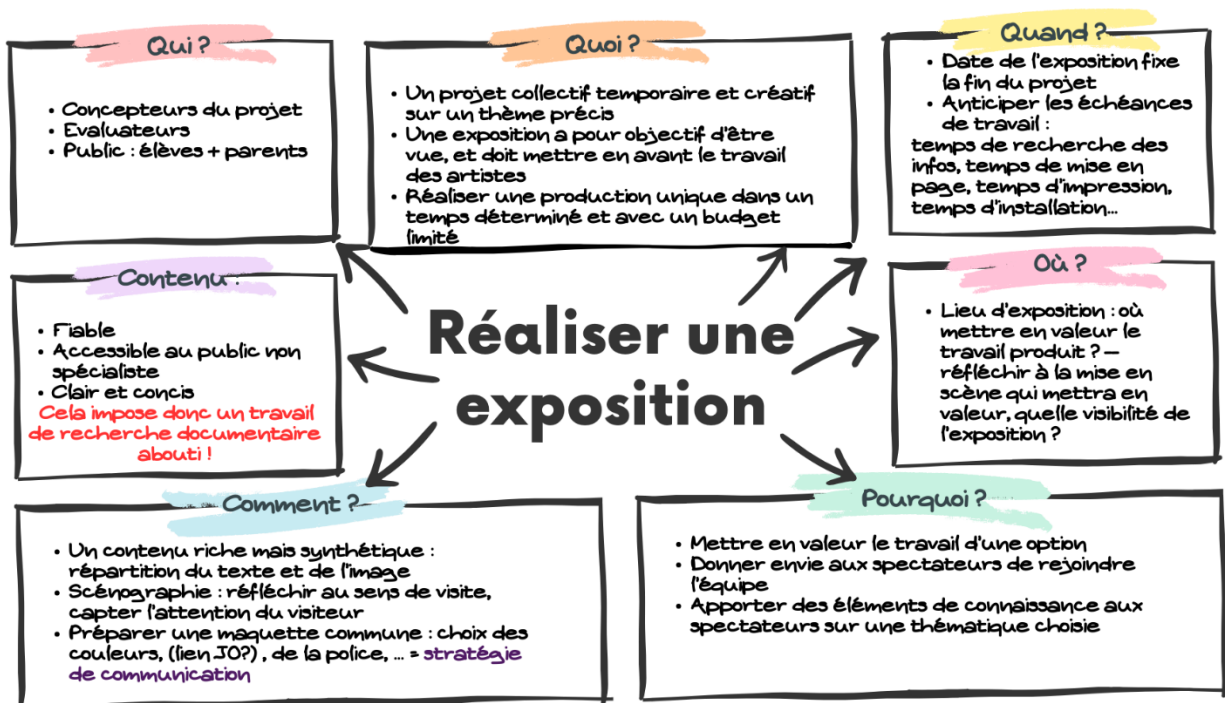 Qui ?
• Concepteurs du projet
• Evaluateurs
• Public : élèves + parents
Quoi ?
• Un projet collectif temporaire et créatif
sur un thème précis
• Une exposition a pour objectif d'être
vue, et doit mettre en avant le travail
des artistes
• Réaliser une production unique dans un
temps déterminé et avec un budget
limité
Quand ?
• Date de l'exposition fixe
la fin du projet
• Anticiper les échéances
de travail :
temps de recherche des
infos, temps de mise en
page, temps d'impression,
temps d'installation...
Contenu :
• Fiable
• Accessible au public non
spécialiste
• Clair et concis
Cela impose donc un travail
de recherche documentaire
abouti !
Réaliser une
exposition
Où ?
• Lieu d'exposition : où
mettre en valeur le
travail produit ? –
réfléchir à la mise en
scène qui mettra en
valeur, quelle visibilité de
l'exposition ?
Comment ?
• Un contenu riche mais synthétique :
répartition du texte et de l'image
• Scénographie : réfléchir au sens de visite,
capter l'attention du visiteur
• Préparer une maquette commune : choix des
couleurs, (lien JO?) , de la police, ... = stratégie
de communication
Pourquoi ?
• Mettre en valeur le travail d'une option
• Donner envie aux spectateurs de rejoindre
l'équipe
• Apporter des éléments de connaissance aux
spectateurs sur une thématique choisie